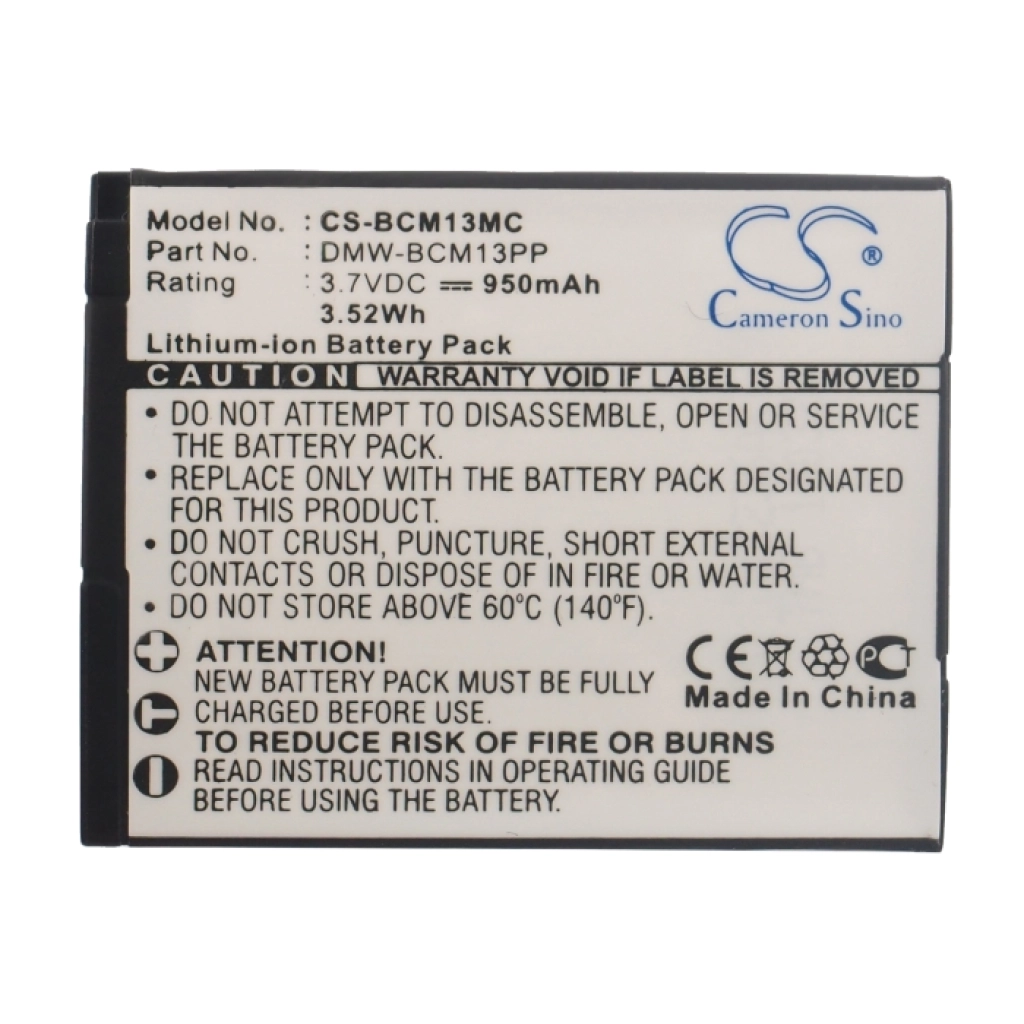 Model No. : CS-BCM13MC
Part No. : DMW-BCM13PP
Rating : 3.7VDC ⎓ 950mAh
3.52Wh
Lithium-ion Battery Pack
CS®
Cameron Sino
CAUTION WARRANTY VOID IF LABEL IS REMOVED
• DO NOT ATTEMPT TO DISASSEMBLE, OPEN OR SERVICE
THE BATTERY PACK.
• REPLACE ONLY WITH THE BATTERY PACK DESIGNATED
FOR THIS PRODUCT.
• DO NOT CRUSH, PUNCTURE, SHORT EXTERNAL
CONTACTS OR DISPOSE OF IN FIRE OR WATER.
• DO NOT STORE ABOVE 60°C (140°F).
+ ATTENTION!
NEW BATTERY PACK MUST BE FULLY
T CHARGED BEFORE USE.
TO REDUCE RISK OF FIRE OR BURNS
– READ INSTRUCTIONS IN OPERATING GUIDE
BEFORE USING THE BATTERY.
CE PCT
Made In China